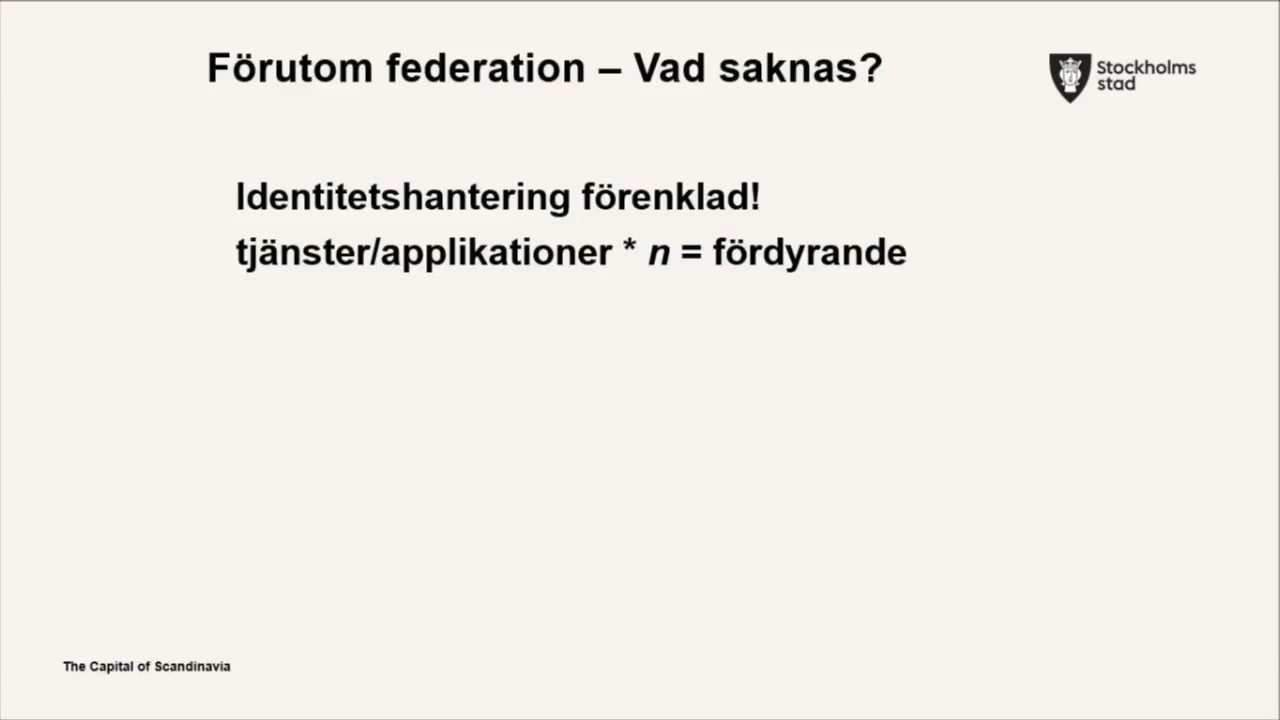 Förutom federation – Vad saknas?
Stockholms
stad
Identitetshantering förenklad!
tjänster/applikationer * n = fördyrande
The Capital of Scandinavia